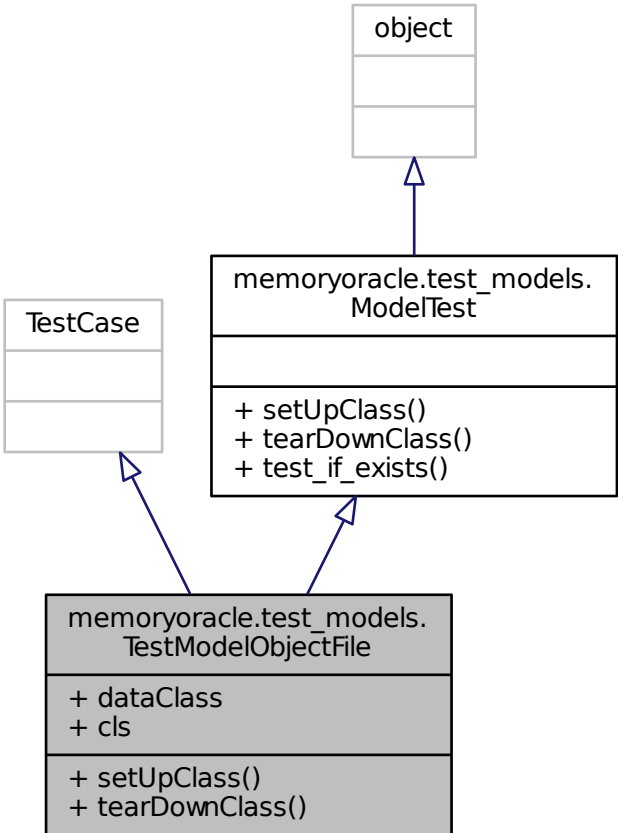 object
memoryoracle.test_models.
ModelTest
+ setUpClass()
+ tearDownClass()
+ test_if_exists()
TestCase
memoryoracle.test_models.
TestModelObjectFile
+ dataClass
+ cls
+ setUpClass()
+ tearDownClass()